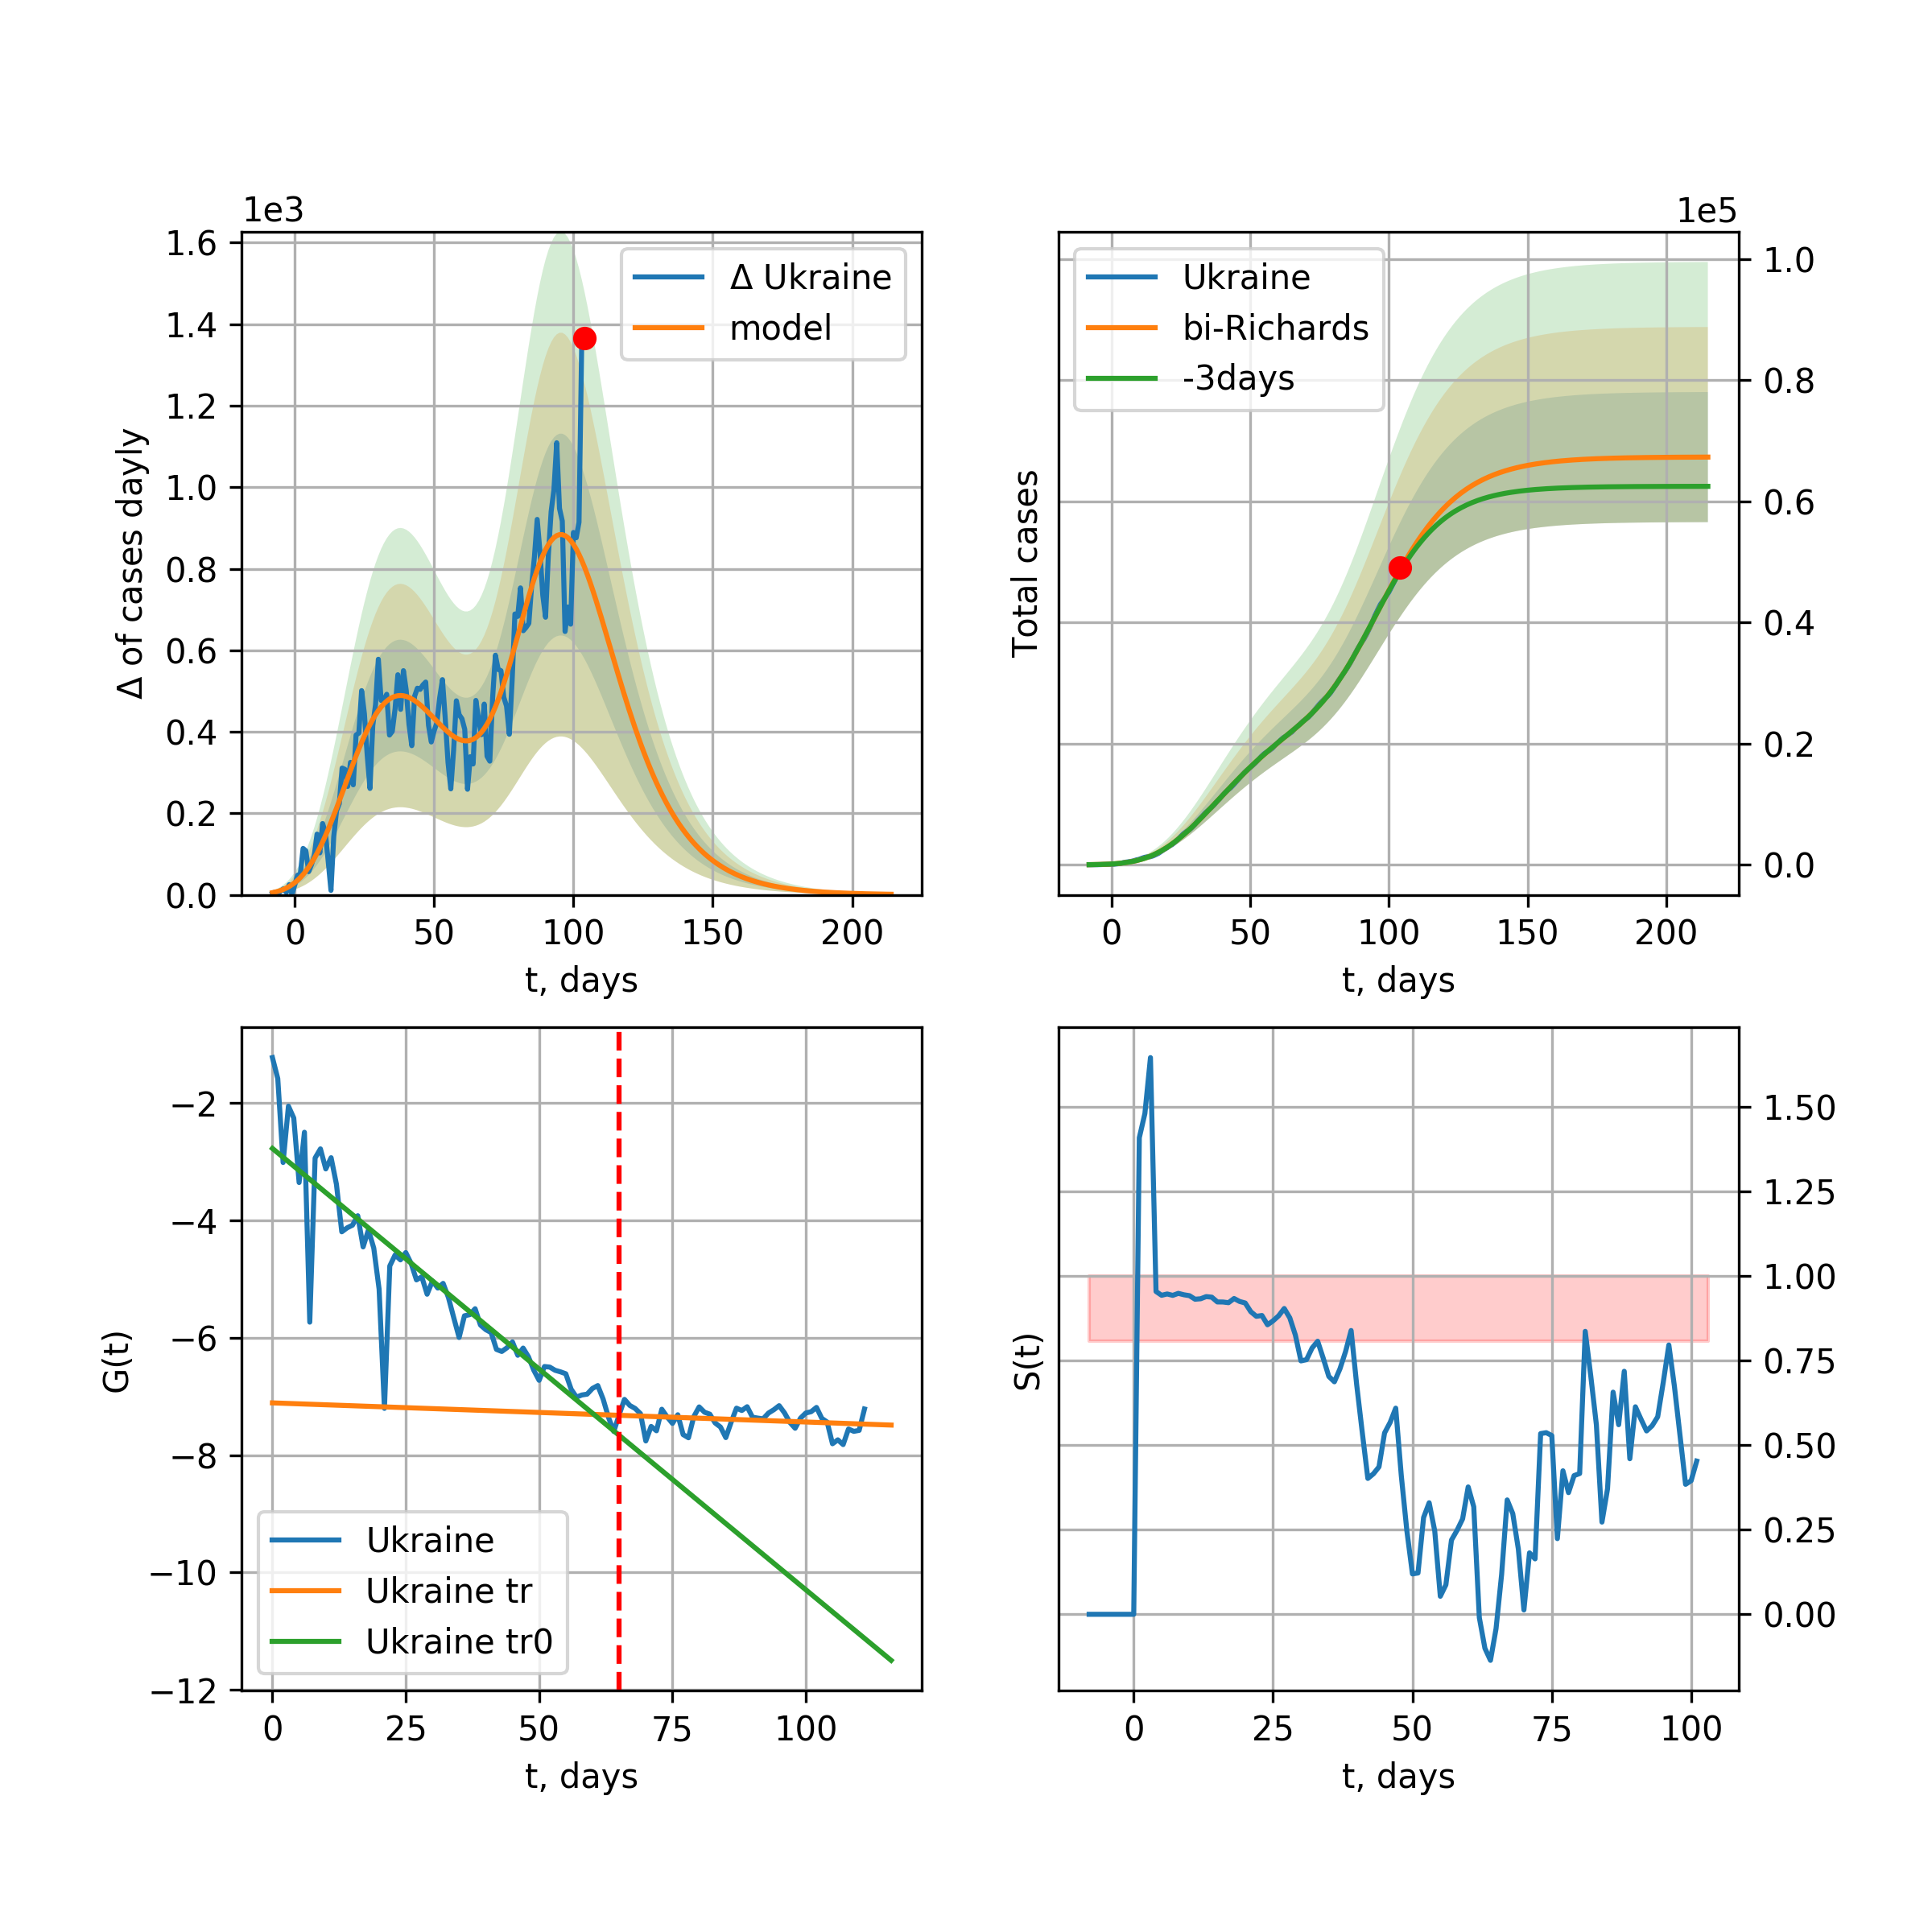 1e3
1.6
1.4
1.2
1.0
0.8
0.6
0.4
0.2
0.0
Δ of cases dayly
Δ Ukraine
model
0 50 100 150 200
t, days
1e5
Ukraine
bi-Richards
-3days
Total cases
1.0
0.8
0.6
0.4
0.2
0.0
0 50 100 150 200
t, days
−2
−4
−6
−8
−10
−12
G(t)
Ukraine
Ukraine tr
Ukraine tr0
0 25 50 75 100
t, days
S(t)
1.50
1.25
1.00
0.75
0.50
0.25
0.00
0 25 50 75 100
t, days